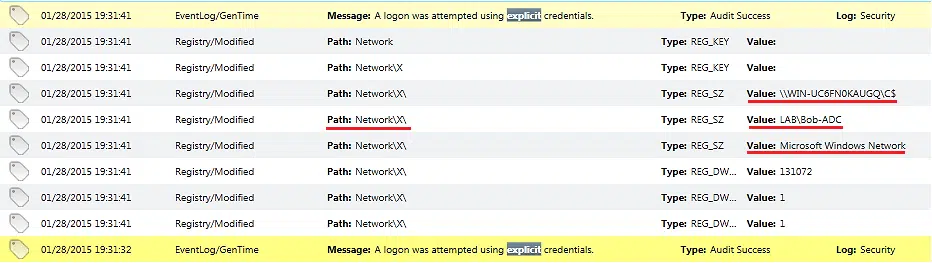 01/28/2015 19:31:41 EventLog/GenTime Message: A logon was attempted using explicit credentials. Type: Audit Success Log: Security
01/28/2015 19:31:41 Registry/Modified Path: Network Type: REG_KEY Value:
01/28/2015 19:31:41 Registry/Modified Path: Network\X Type: REG_KEY Value:
01/28/2015 19:31:41 Registry/Modified Path: Network\X\ Type: REG_SZ Value: \\WIN-UC6FN0KAUGQ\C$
01/28/2015 19:31:41 Registry/Modified Path: Network\X\ Type: REG_SZ Value: LAB\Bob-ADC
01/28/2015 19:31:41 Registry/Modified Path: Network\X\ Type: REG_SZ Value: Microsoft Windows Network
01/28/2015 19:31:41 Registry/Modified Path: Network\X\ Type: REG_DW... Value: 131072
01/28/2015 19:31:41 Registry/Modified Path: Network\X\ Type: REG_DW... Value: 1
01/28/2015 19:31:41 Registry/Modified Path: Network\X\ Type: REG_DW... Value: 1
01/28/2015 19:31:32 EventLog/GenTime Message: A logon was attempted using explicit credentials. Type: Audit Success Log: Security